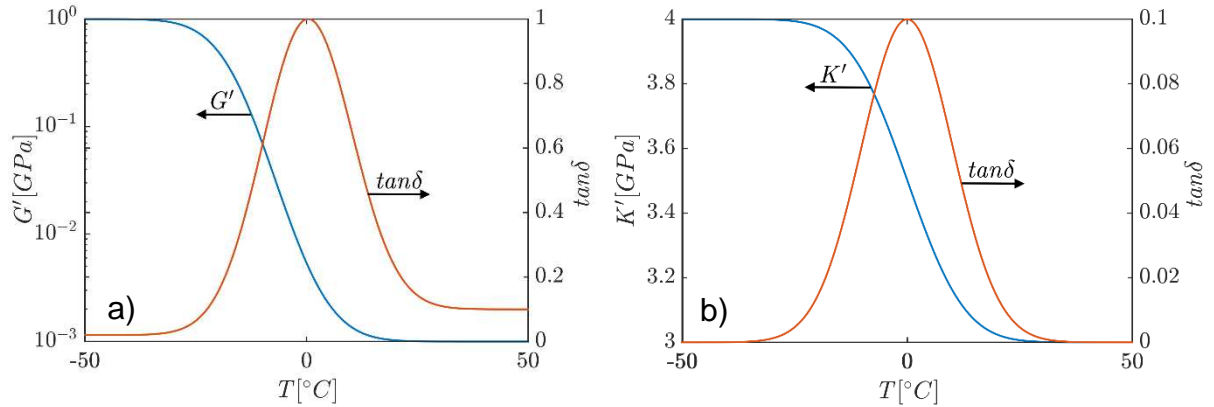 10⁰
10⁻¹
10⁻²
10⁻³
G′[GPa]
G′
tanδ
a)
1
0.8
0.6
0.4
0.2
0
tanδ
-50
0
50
T[°C]
4
3.8
3.6
3.4
3.2
3
K′[GPa]
K′
tanδ
b)
0.1
0.08
0.06
0.04
0.02
0
tanδ
-50
0
50
T[°C]